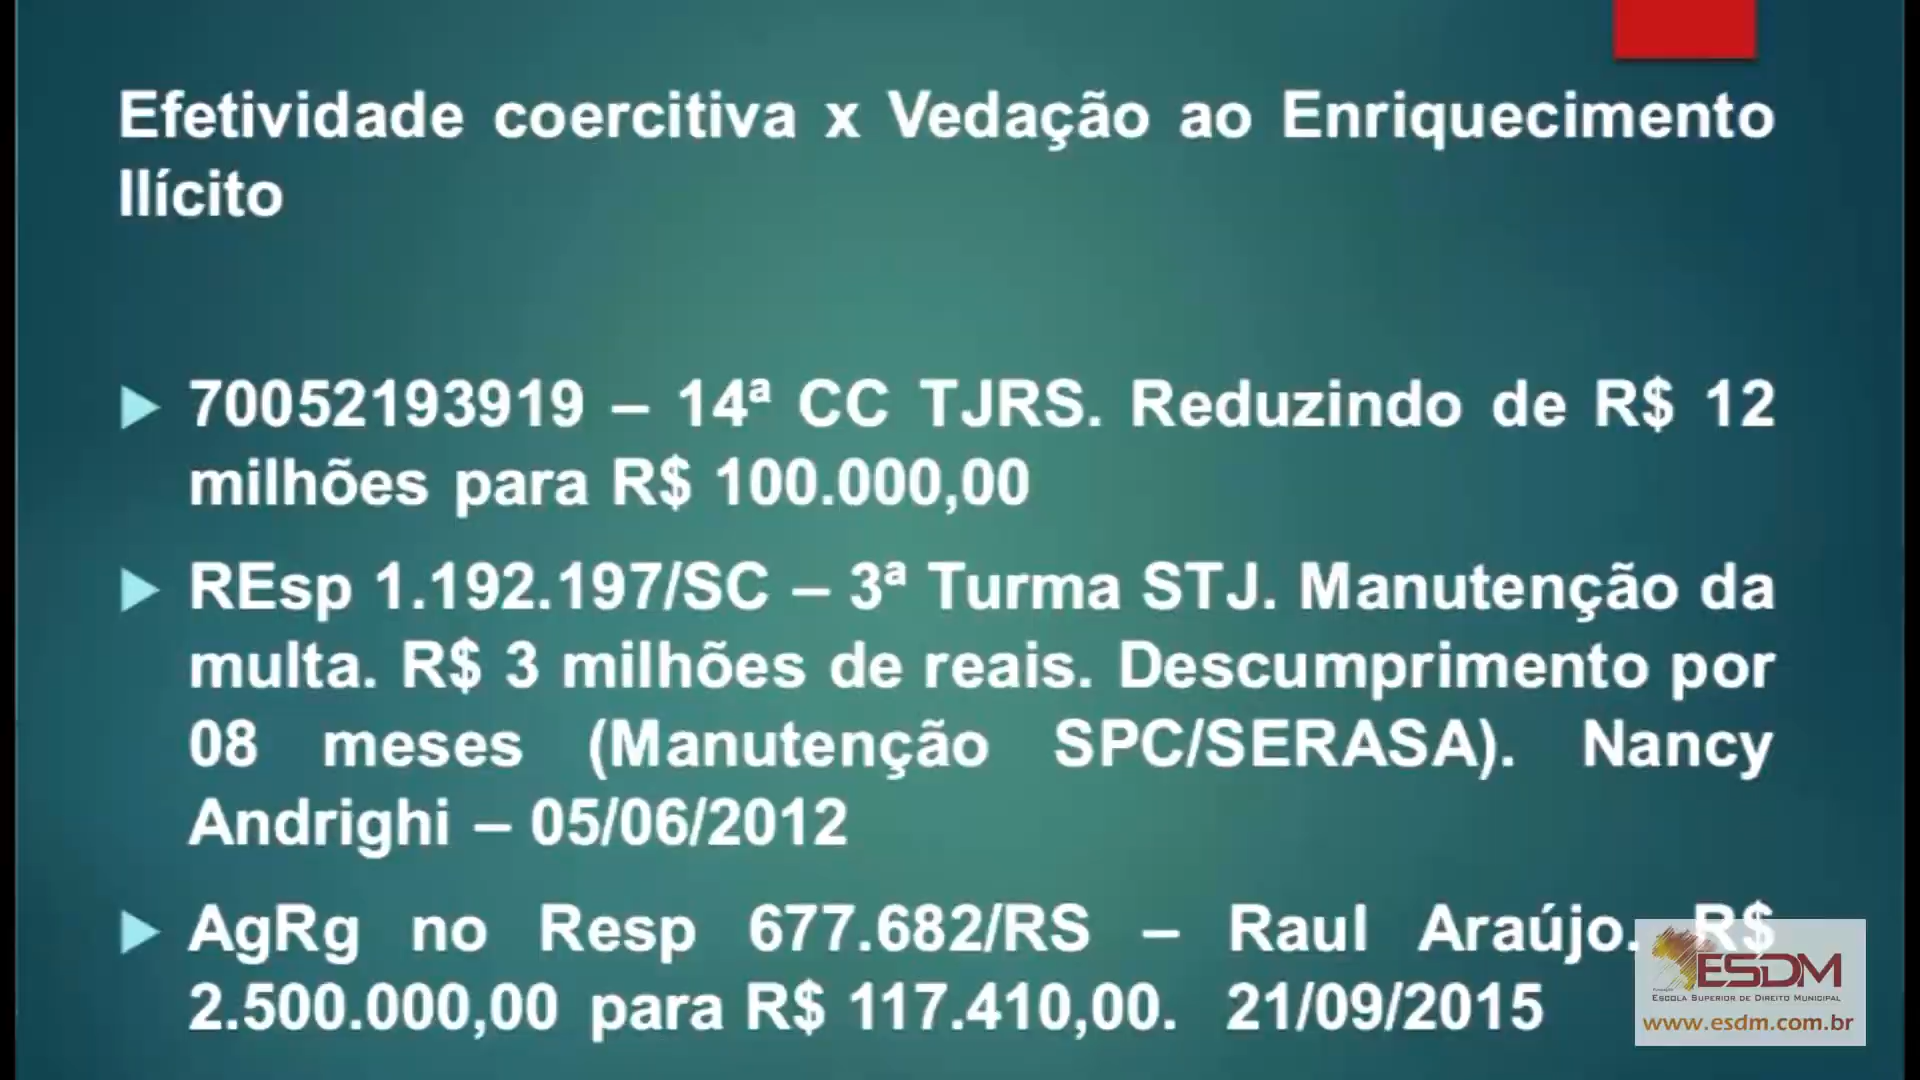 Efetividade coercitiva x Vedação ao Enriquecimento
Ilícito
70052193919 – 14ª CC TJRS. Reduzindo de R$ 12
milhões para R$ 100.000,00
REsp 1.192.197/SC – 3ª Turma STJ. Manutenção da
multa. R$ 3 milhões de reais. Descumprimento por
08 meses (Manutenção SPC/SERASA). Nancy
Andrighi – 05/06/2012
AgRg no Resp 677.682/RS – Raul Araújo. R$
2.500.000,00 para R$ 117.410,00. 21/09/2015
ESDM
ESCOLA SUPERIOR DE DIREITO MUNICIPAL
www.esdm.com.br